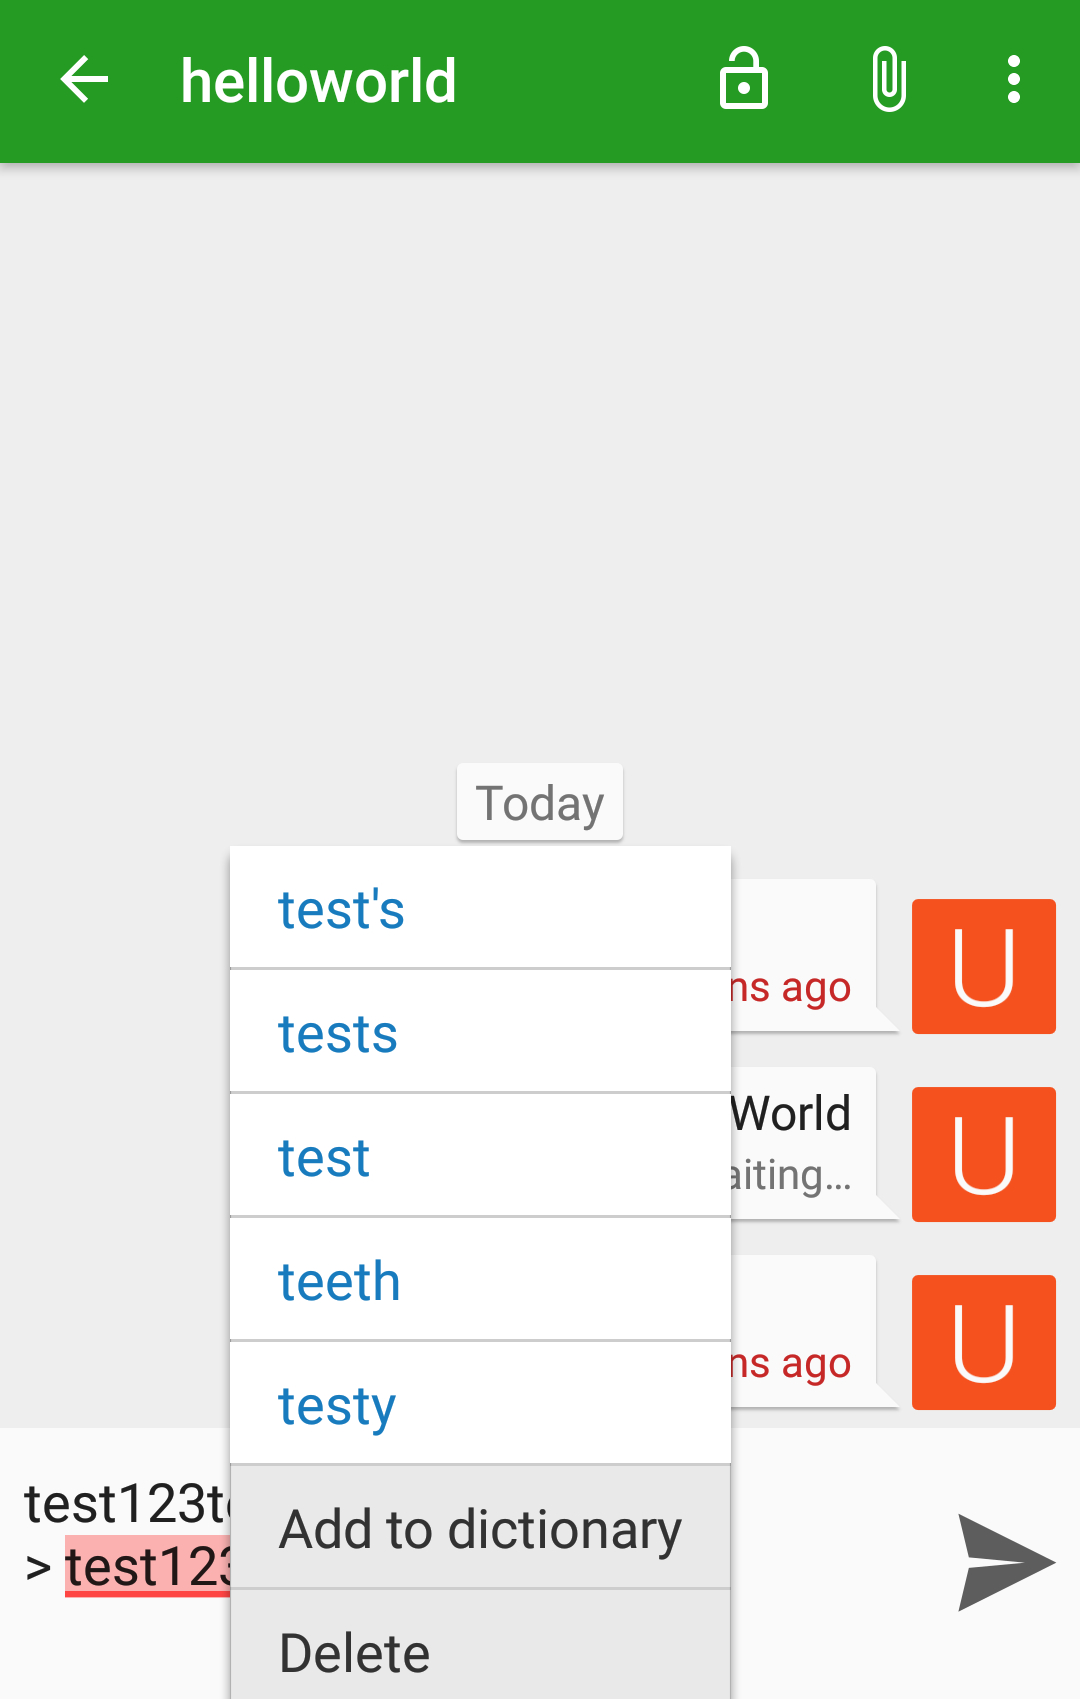 helloworld
Today
test's
ns ago
tests
World
test
aiting...
teeth
ns ago
testy
test123t
Add to dictionary
> test123
Delete
U
U
U